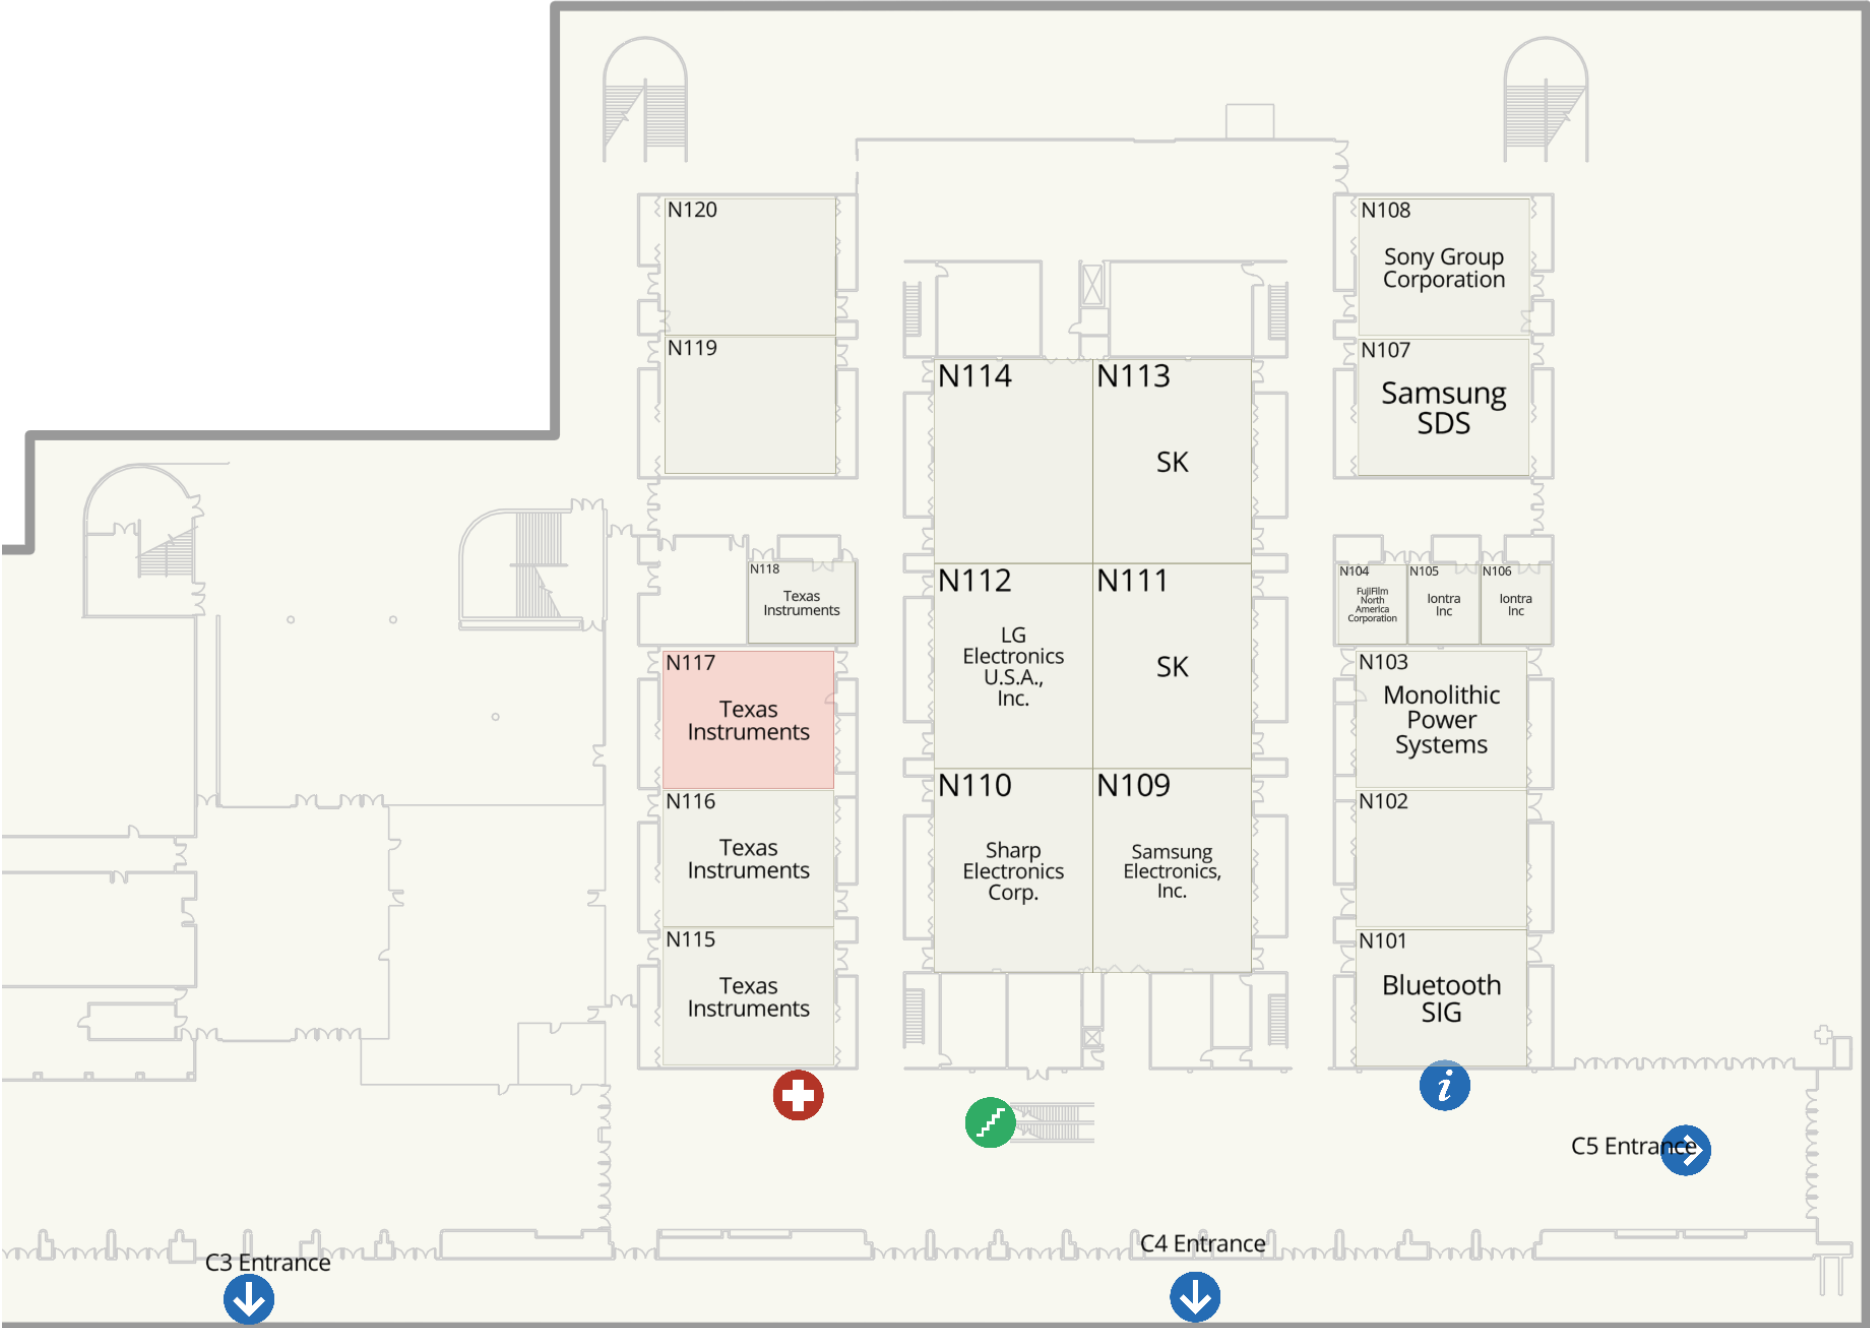 N120
N108
Sony Group
Corporation
N119
N107
Samsung
SDS
N114
N113
SK
N118
Texas
Instruments
N112
LG
Electronics
U.S.A.,
Inc.
N111
SK
N104
FujiFilm
North
America
Corporation
N105
Iontra
Inc
N106
Iontra
Inc
N117
Texas
Instruments
N103
Monolithic
Power
Systems
N116
Texas
Instruments
N110
Sharp
Electronics
Corp.
N109
Samsung
Electronics,
Inc.
N102
N115
Texas
Instruments
N101
Bluetooth
SIG
i
C5 Entrance
C4 Entrance
C3 Entrance